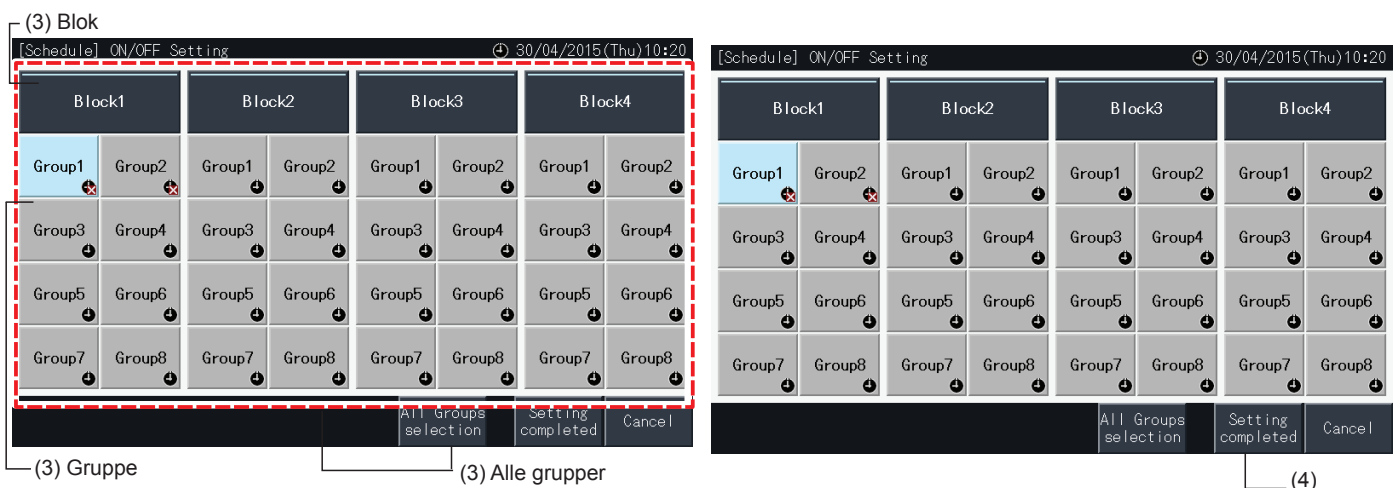 (3) Blok
[Schedule] ON/OFF Setting 30/04/2015(Thu)10:20
Block1 Block2 Block3 Block4
Group1 Group2 Group1 Group2 Group1 Group2 Group1 Group2
Group3 Group4 Group3 Group4 Group3 Group4 Group3 Group4
Group5 Group6 Group5 Group6 Group5 Group6 Group5 Group6
Group7 Group8 Group7 Group8 Group7 Group8 Group7 Group8
All Groups selection Setting completed Cancel
(3) Gruppe
(3) Alle grupper
[Schedule] ON/OFF Setting 30/04/2015(Thu)10:20
Block1 Block2 Block3 Block4
Group1 Group2 Group1 Group2 Group1 Group2 Group1 Group2
Group3 Group4 Group3 Group4 Group3 Group4 Group3 Group4
Group5 Group6 Group5 Group6 Group5 Group6 Group5 Group6
Group7 Group8 Group7 Group8 Group7 Group8 Group7 Group8
All Groups selection Setting completed Cancel
(4)